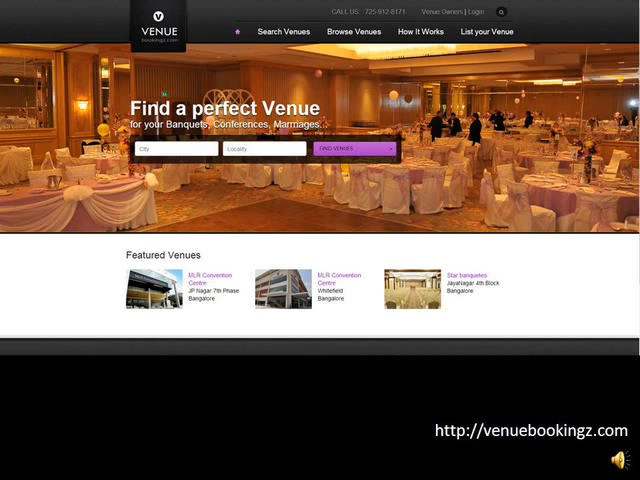 CALL US: 725-912-8171 Venue Owners | Login
VENUE
bookingz.com
Search Venues Browse Venues How It Works List your Venue
Find a perfect Venue
for your Banquets, Conferences, Marriages...
City Locality FIND VENUES >
Featured Venues
MLR Convention
Centre
JP Nagar 7th Phase
Bangalore
MLR Convention
Centre
Whitefield
Bangalore
Star banquetes
JayaNagar 4th Block
Bangalore
http://venuebookingz.com